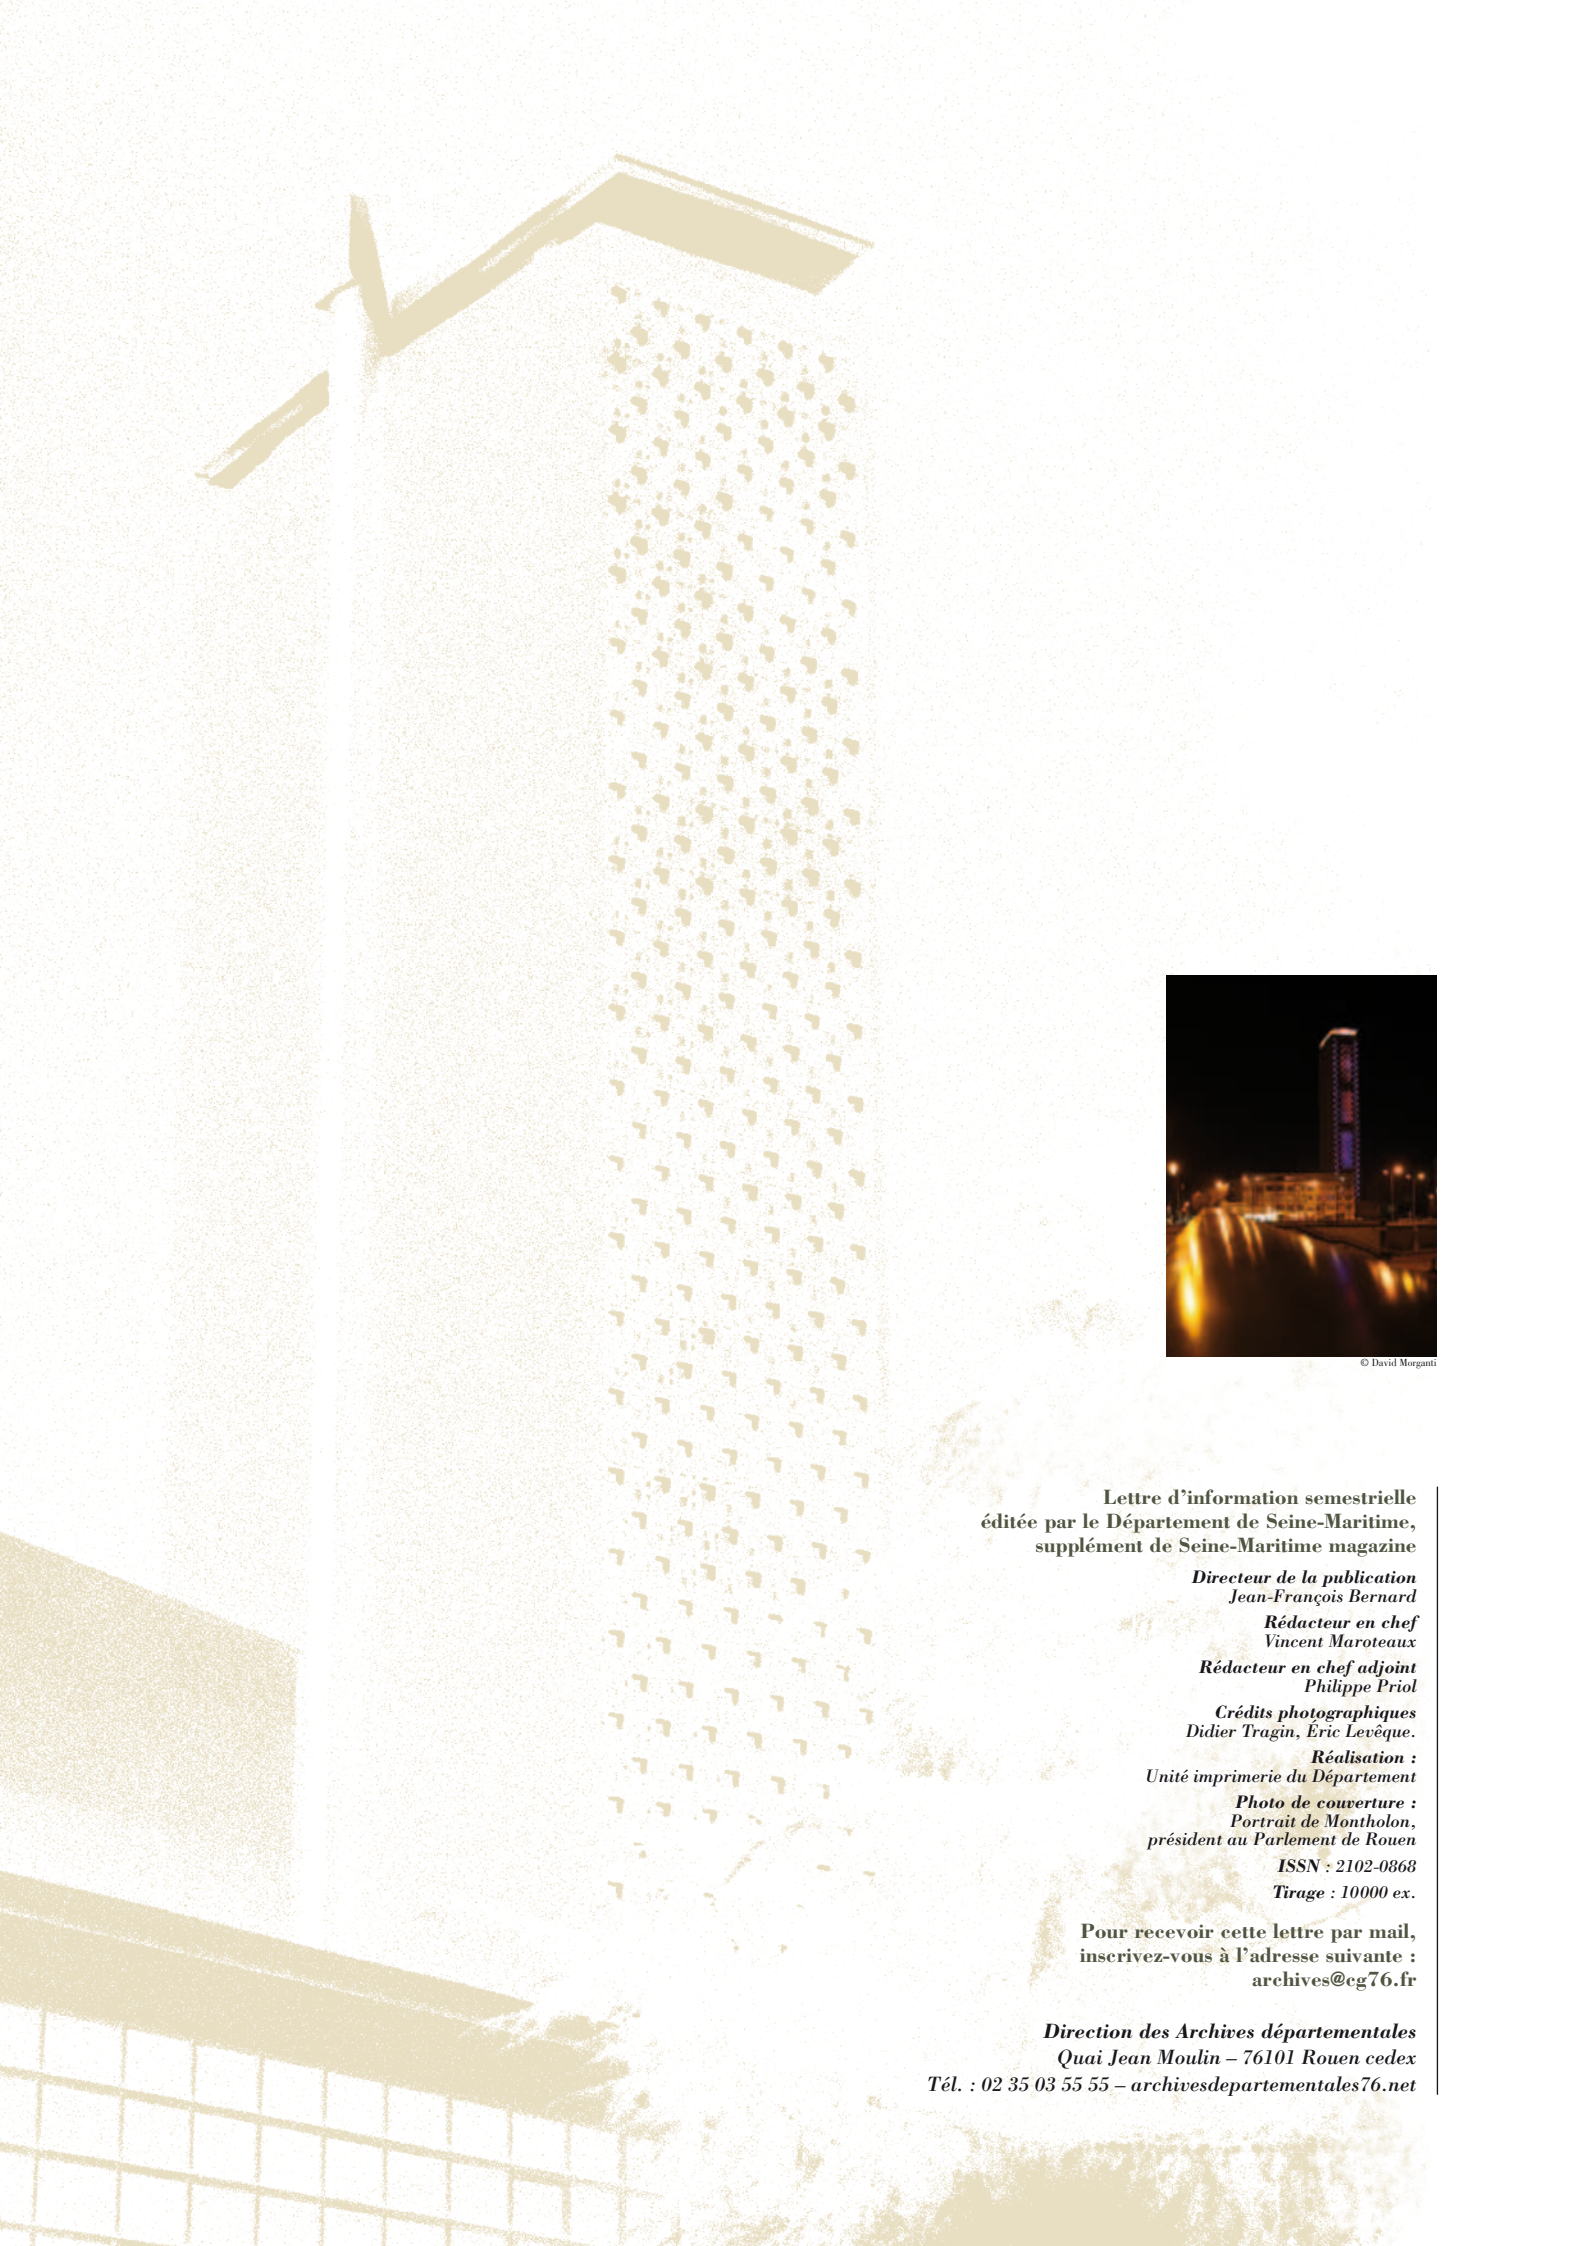 © David Morganti
Lettre d’information semestrielle
éditée par le Département de Seine-Maritime,
supplément de Seine-Maritime magazine
Directeur de la publication
Jean-François Bernard
Rédacteur en chef
Vincent Maroteaux
Rédacteur en chef adjoint
Philippe Priol
Crédits photographiques
Didier Tragin, Éric Levêque.
Réalisation :
Unité imprimerie du Département
Photo de couverture :
Portrait de Montholon,
président au Parlement de Rouen
ISSN : 2102-0868
Tirage : 10000 ex.
Pour recevoir cette lettre par mail,
inscrivez-vous à l’adresse suivante :
archives@cg76.fr
Direction des Archives départementales
Quai Jean Moulin – 76101 Rouen cedex
Tél. : 02 35 03 55 55 – archivesdepartementales76.net